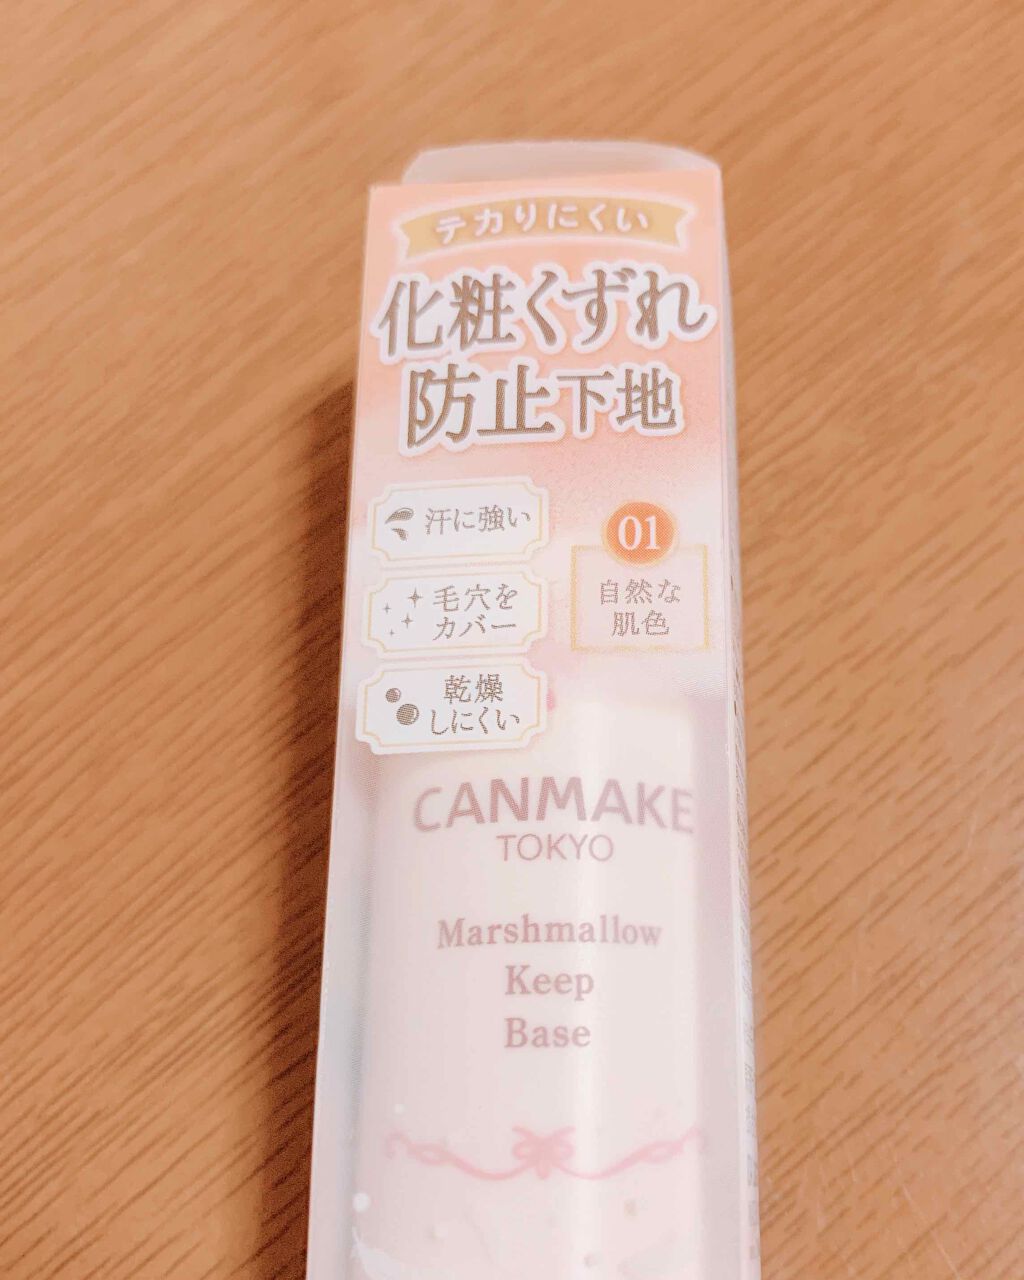 テカりにくい
化粧くずれ
防止下地
汗に強い
毛穴を
カバー
乾燥
しにくい
01
自然な
肌色
CANMAKE
TOKYO
Marshmallow
Keep
Base